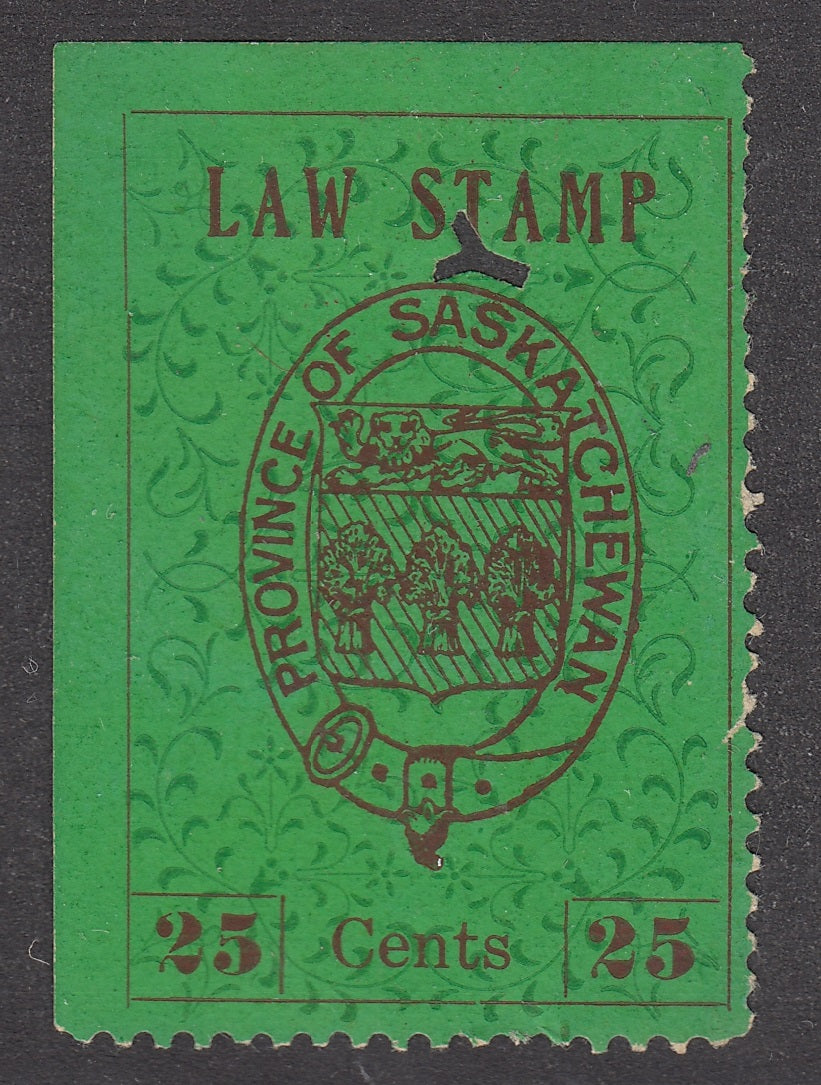 LAW STAMP
PROVINCE OF SASKATCHEWAN
25 Cents 25